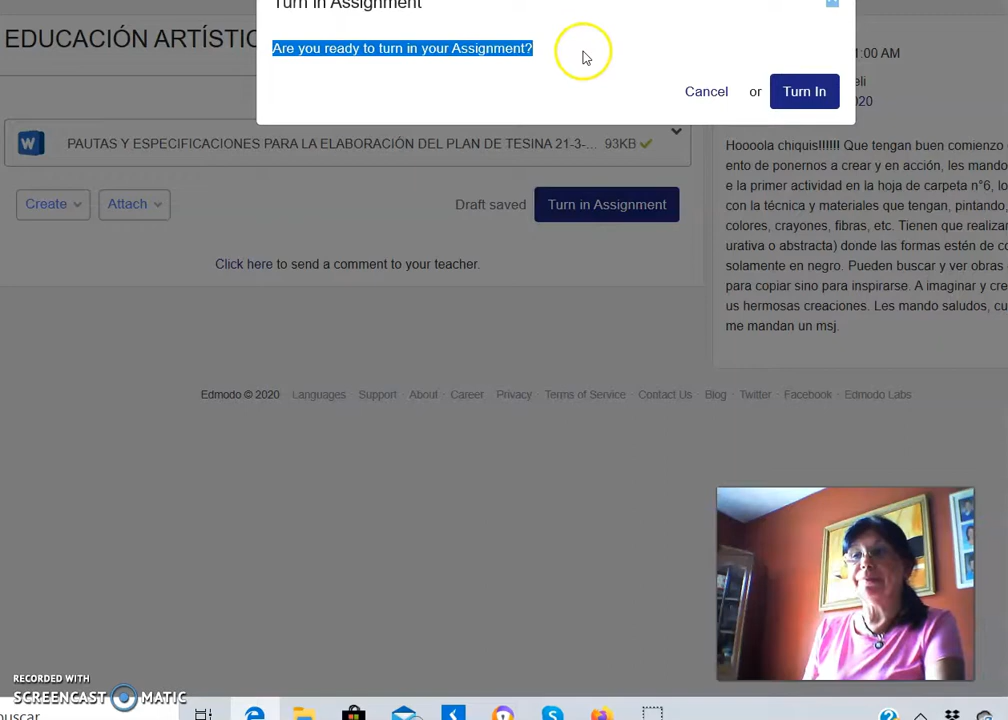 Turn in Assignment
Are you ready to turn in your Assignment?
Cancel or Turn In
EDUCACIÓN ARTÍSTIC
1:00 AM
eli
2020
PAUTAS Y ESPECIFICACIONES PARA LA ELABORACIÓN DEL PLAN DE TESINA 21-3-... 93KB
Create Attach Draft saved Turn in Assignment
Click here to send a comment to your teacher.
Hoooola chiquis!!!!!! Que tengan buen comienzo
ento de ponernos a crear y en acción, les mando
e la primer actividad en la hoja de carpeta n°6, lo
con la técnica y materiales que tengan, pintando,
colores, crayones, fibras, etc. Tienen que realizar
urativa o abstracta) donde las formas estén de co
solamente en negro. Pueden buscar y ver obras
para copiar sino para inspirarse. A imaginar y cre
us hermosas creaciones. Les mando saludos, cu
me mandan un msj.
Edmodo © 2020 Languages · Support · About · Career · Privacy · Terms of Service · Contact Us · Blog · Twitter · Facebook · Edmodo Labs
RECORDED WITH
SCREENCAST MATIC
buscar